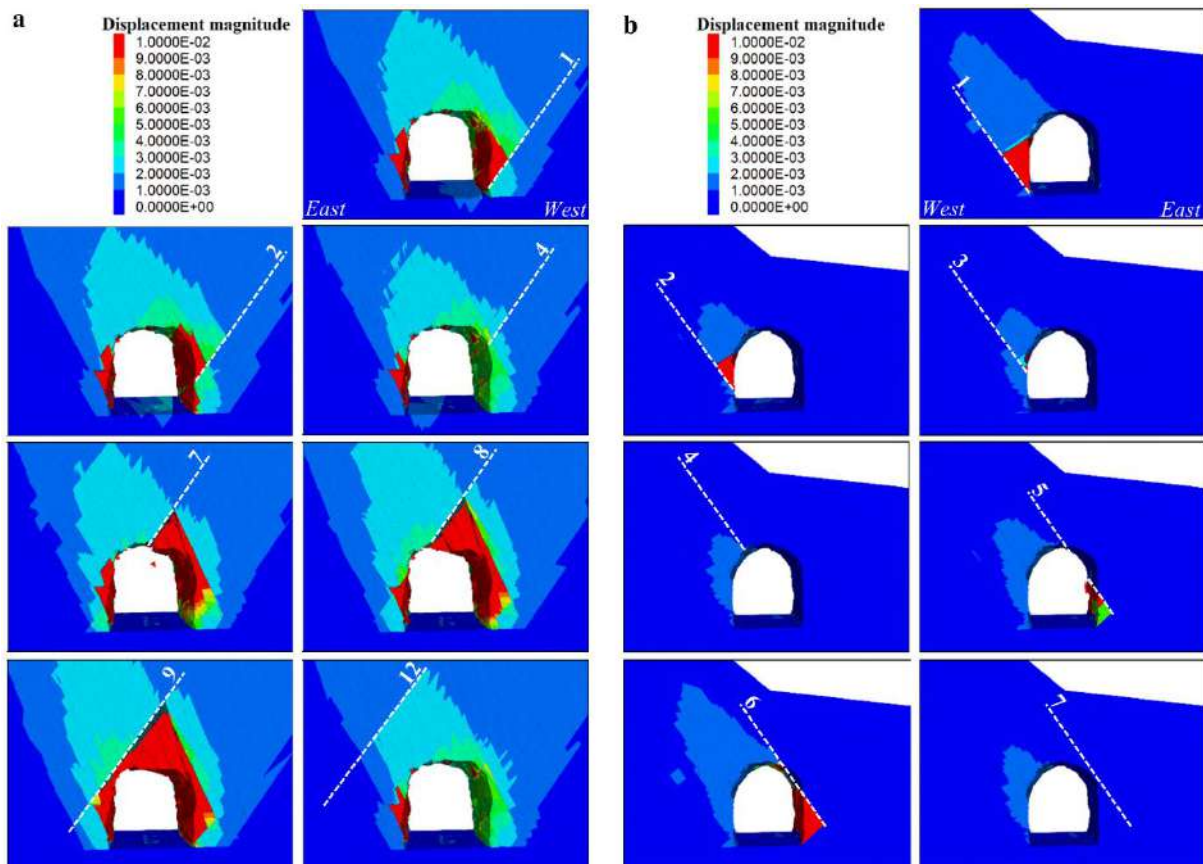 a
Displacement magnitude
1.0000E-02
9.0000E-03
8.0000E-03
7.0000E-03
6.0000E-03
5.0000E-03
4.0000E-03
3.0000E-03
2.0000E-03
1.0000E-03
0.0000E+00
1
East West
2
4
7
8
9
12
b
Displacement magnitude
1.0000E-02
9.0000E-03
8.0000E-03
7.0000E-03
6.0000E-03
5.0000E-03
4.0000E-03
3.0000E-03
2.0000E-03
1.0000E-03
0.0000E+00
1
West East
2
3
4
5
6
7